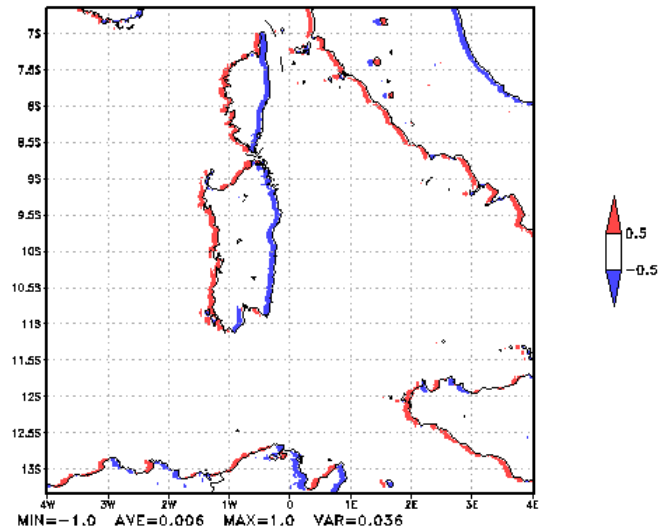 7S
7.5S
8S
8.5S
9S
9.5S
10S
10.5S
11S
11.5S
12S
12.5S
13S
4W 3W 2W 1W 0 1E 2E 3E 4E
0.5
-0.5
MIN=-1.0 AVE=0.006 MAX=1.0 VAR=0.036